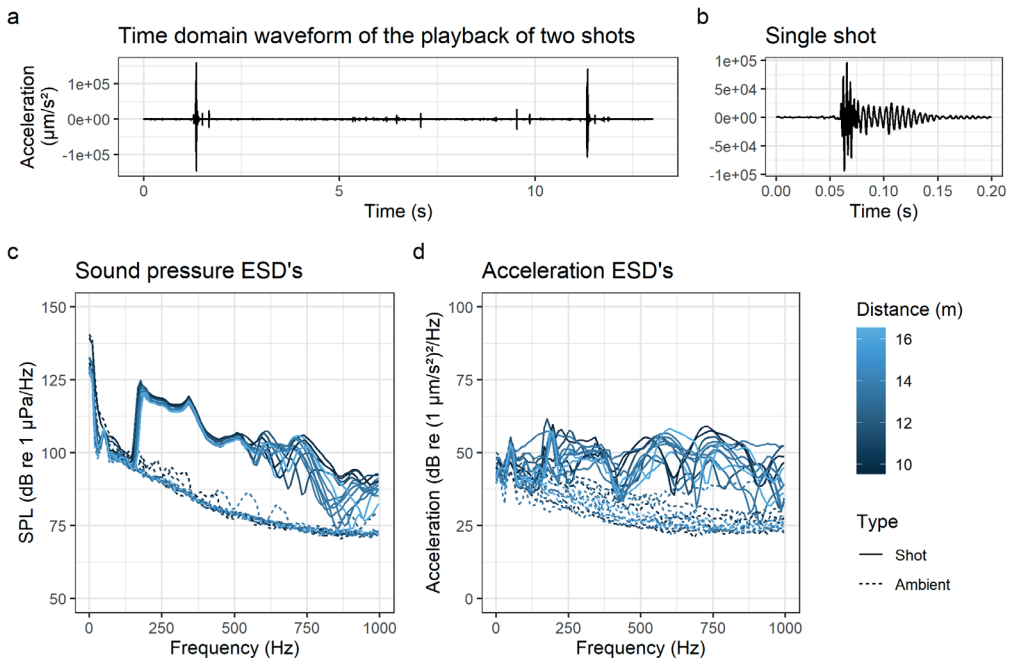 a
Time domain waveform of the playback of two shots
Acceleration
(μm/s²)
1e+05
0e+00
-1e+05
0
5
10
Time (s)
b
Single shot
1e+05
5e+04
0e+00
-5e+04
-1e+05
0.00
0.05
0.10
0.15
0.20
Time (s)
c
Sound pressure ESD's
SPL (dB re 1 μPa/Hz)
150
125
100
75
50
0
250
500
750
1000
Frequency (Hz)
d
Acceleration ESD's
Acceleration (dB re (1 μm/s²)²/Hz)
100
75
50
25
0
0
250
500
750
1000
Frequency (Hz)
Distance (m)
16
14
12
10
Type
Shot
Ambient